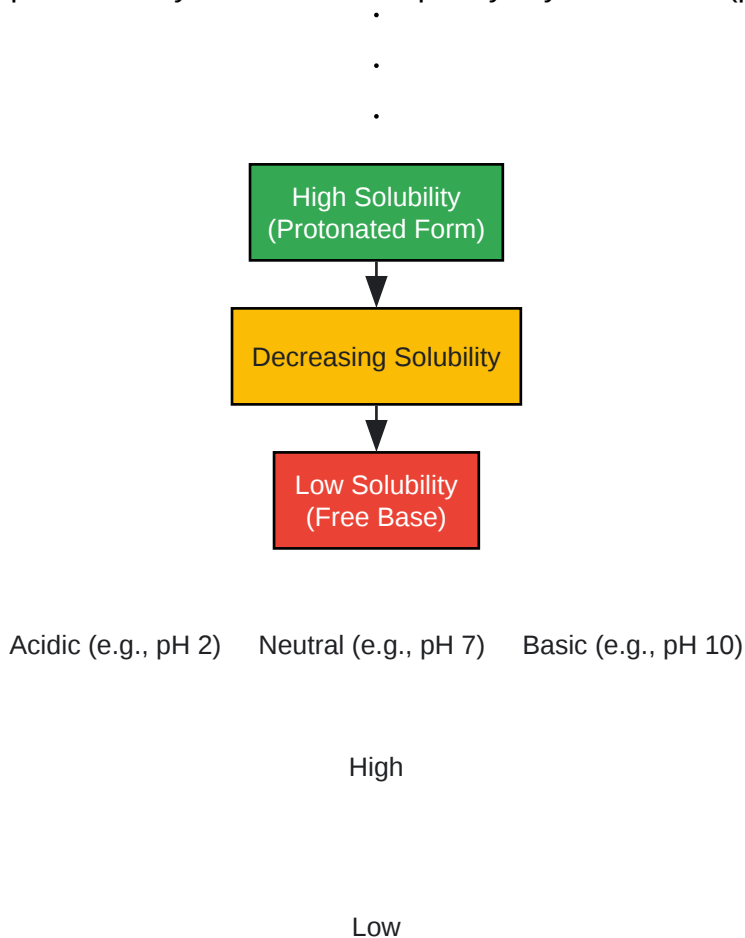 High Solubility
(Protonated Form)
Decreasing Solubility
Low Solubility
(Free Base)
Acidic (e.g., pH 2) Neutral (e.g., pH 7) Basic (e.g., pH 10)
High
Low